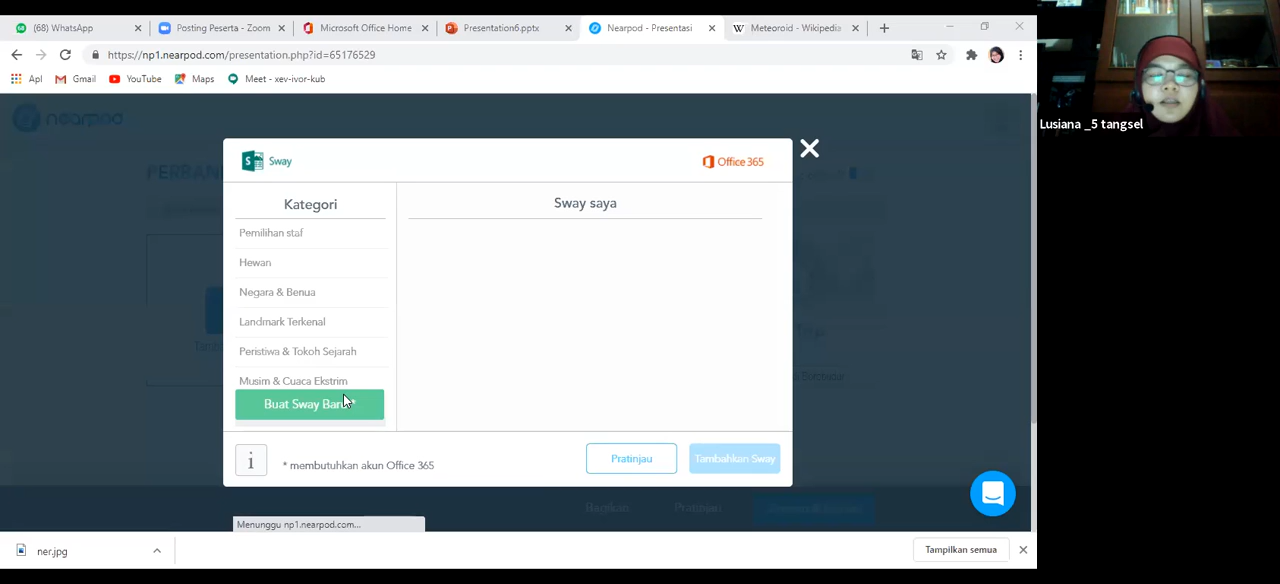 (68) WhatsApp
Posting Peserta - Zoom
Microsoft Office Home
Presentation6.pptx
Nearpod - Presentasi
Meteoroid - Wikipedia
https://np1.nearpod.com/presentation.php?id=65176529
Apl
Gmail
YouTube
Maps
Meet - xev-ivor-kub
Lusiana _5 tangsel
nearpod
Sway
Office 365
Kategori
Sway saya
Pemilihan staf
Hewan
Negara & Benua
Landmark Terkenal
Peristiwa & Tokoh Sejarah
Musim & Cuaca Ekstrim
Buat Sway Baru*
i
* membutuhkan akun Office 365
Pratinjau
Tambahkan Sway
Bagikan
Pratinjau
Menunggu np1.nearpod.com...
ner.jpg
Tampilkan semua